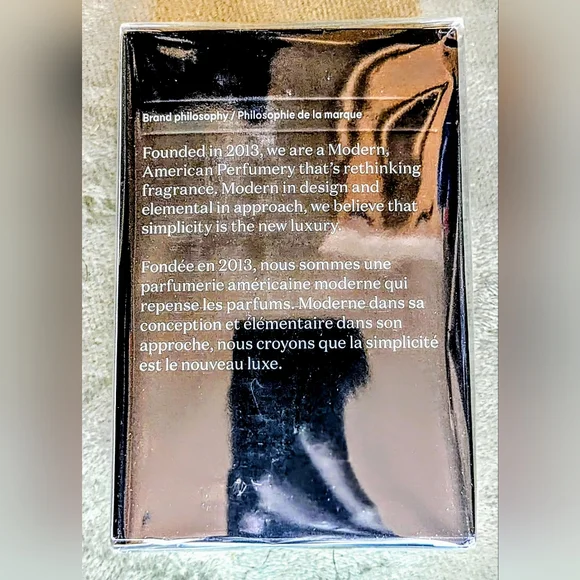 Brand philosophy / Philosophie de la marque
Founded in 2013, we are a Modern,
American Perfumery that's rethinking
fragrance. Modern in design and
elemental in approach, we believe that
simplicity is the new luxury.
Fondée en 2013, nous sommes une
parfumerie américaine moderne qui
repense les parfums. Moderne dans sa
conception et élémentaire dans son
approche, nous croyons que la simplicité
est le nouveau luxe.